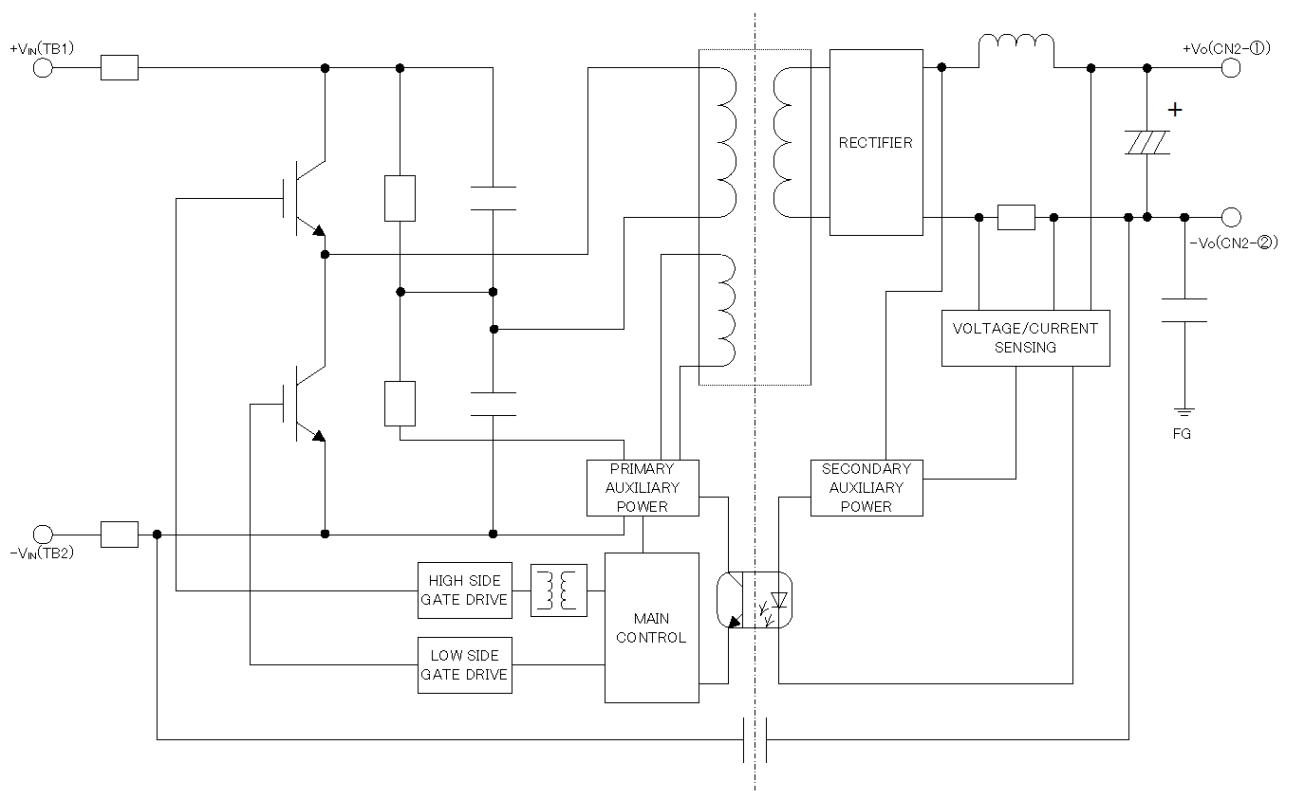 +VIN(TB1)
+Vo(CN2-①)
+
RECTIFIER
-Vo(CN2-②)
VOLTAGE/CURRENT
SENSING
FG
PRIMARY
AUXILIARY
POWER
SECONDARY
AUXILIARY
POWER
-VIN(TB2)
HIGH SIDE
GATE DRIVE
MAIN
CONTROL
LOW SIDE
GATE DRIVE